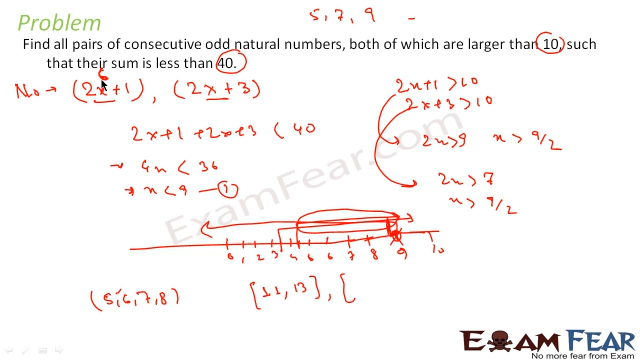 5, 7, 9 –
Problem
Find all pairs of consecutive odd natural numbers, both of which are larger than 10, such
that their sum is less than 40.
6
No → (2x+1), (2x+3)
2x+1 > 10
2x+3 > 10
2x+1 +2x+3 < 40
2x>9 x > 9/2
→ 4x < 36
→ x < 9 – ①
2x > 7
x > 9/2
ExamFear.com
0 1 2 3 4 5 6 7 8 9 10
(5,6,7,8) [11, 13], [
EXAM FEAR
No more fear from Exam